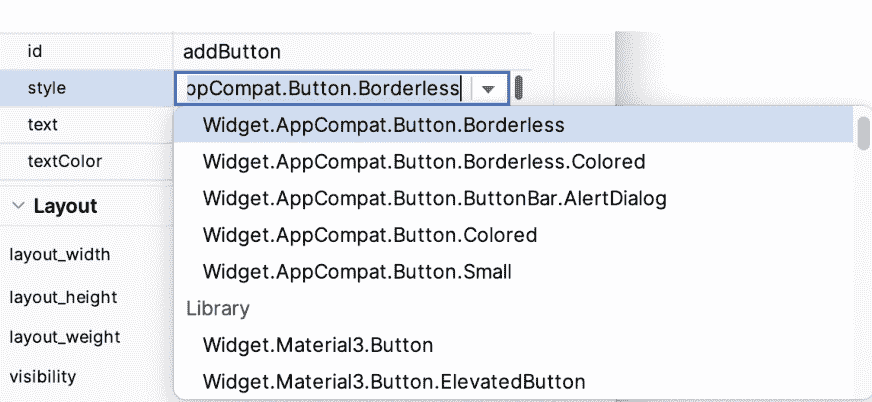 id addButton
style ppCompat.Button.Borderless
text Widget.AppCompat.Button.Borderless
textColor Widget.AppCompat.Button.Borderless.Colored
Widget.AppCompat.Button.ButtonBar.AlertDialog
Layout
Widget.AppCompat.Button.Colored
layout_width
Widget.AppCompat.Button.Small
layout_height Library
layout_weight Widget.Material3.Button
visibility Widget.Material3.Button.ElevatedButton